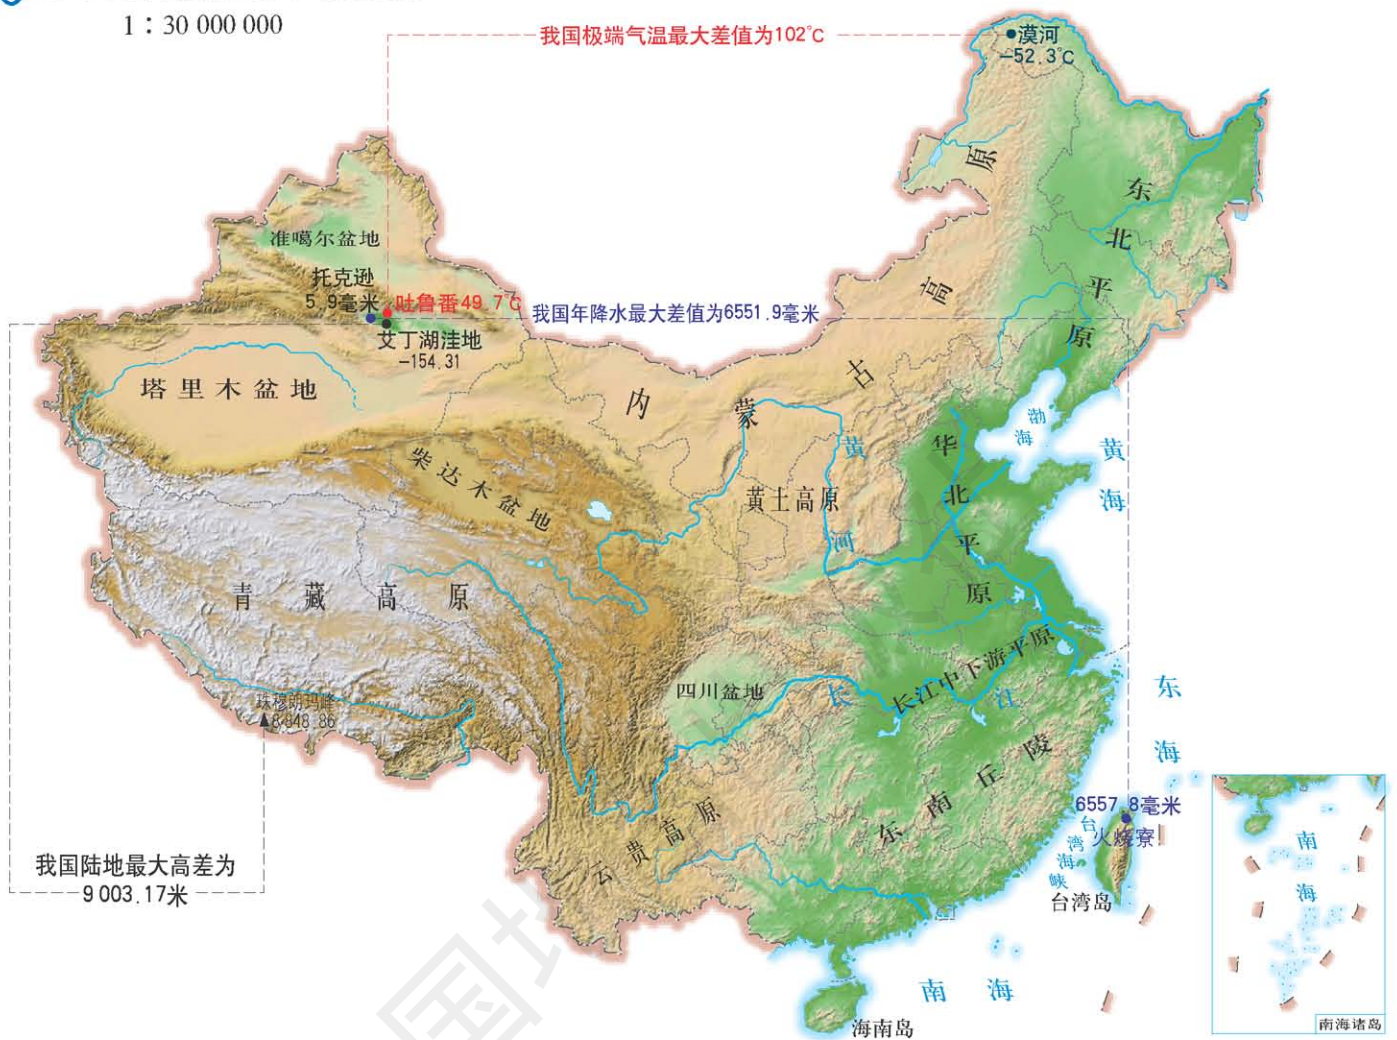 1：30 000 000
我国极端气温最大差值为102℃
漠河
-52.3℃
原
东
北
平
原
准噶尔盆地
托克逊
5.9毫米
吐鲁番49.7℃
我国年降水最大差值为6551.9毫米
艾丁湖洼地
-154.31
高
古
蒙
内
塔里木盆地
渤
海
黄
海
华
北
平
原
柴达木盆地
黄
河
黄土高原
青藏高原
长江中下游平原
四川盆地
长
江
东
海
珠穆朗玛峰
8 848.86
东南丘陵
云贵高原
6557.8毫米
火烧寮
台
湾
海
峡
台湾岛
我国陆地最大高差为
9 003.17米
南
海
南海诸岛
南海
海南岛
国地